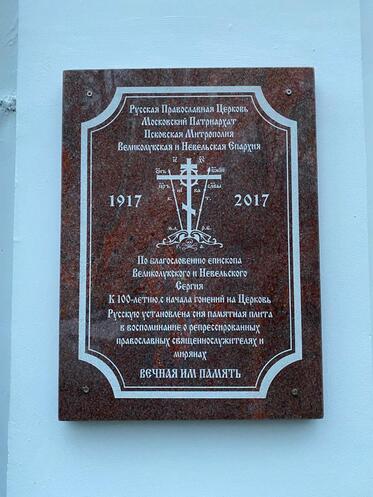 Русская Православная Церковь
Московский Патриархат
Псковская Митрополия
Великолукская и Невельская Епархия
1917 2017
По благословению епископа
Великолукского и Невельского
Сергия
К 100-летию с начала гонений на Церковь
Русскую установлена сия памятная плита
в воспоминание о репрессированных
православных священнослужителях и
мирянах
ВЕЧНАЯ ИМ ПАМЯТЬ